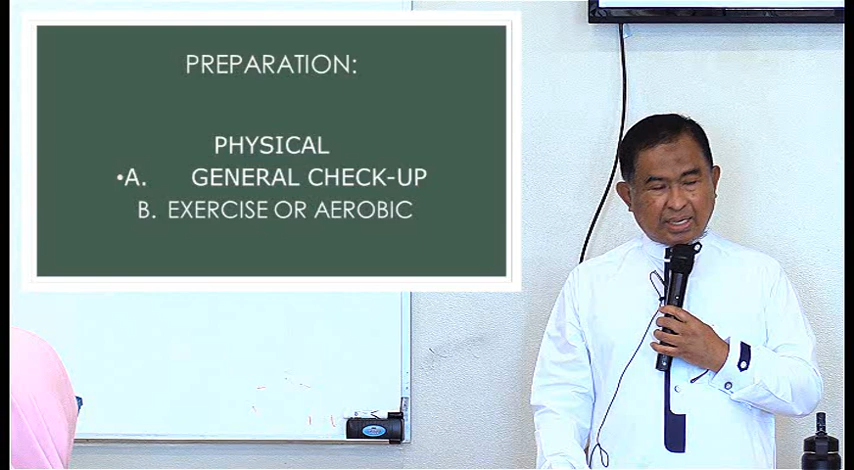 PREPARATION:
PHYSICAL
•A. GENERAL CHECK-UP
B. EXERCISE OR AEROBIC